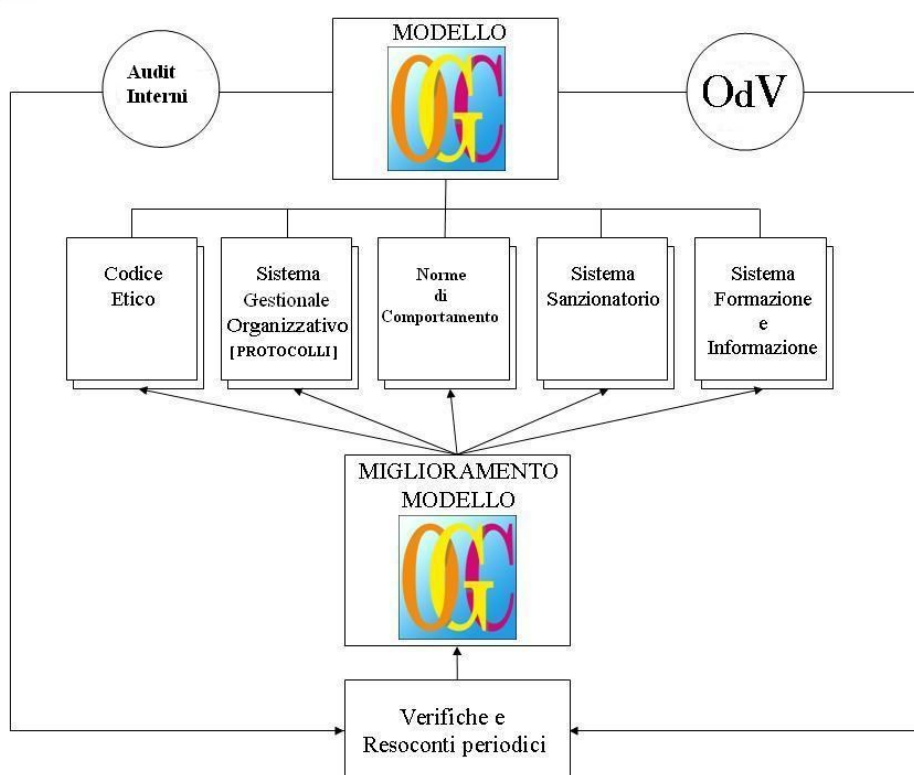 MODELLO
OGC
Audit
Interni
OdV
Codice
Etico
Sistema
Gestionale
Organizzativo
[PROTOCOLLI]
Norme
di
Comportamento
Sistema
Sanzionatorio
Sistema
Formazione
e
Informazione
MIGLIORAMENTO
MODELLO
OGC
Verifiche e
Resoconti periodici